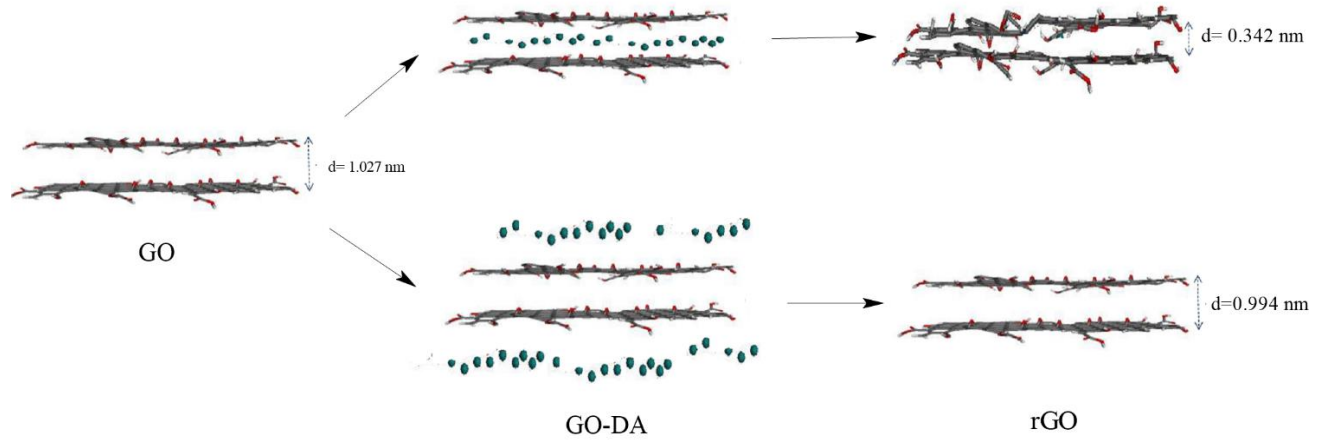 d= 0.342 nm
d= 1.027 nm
GO
d=0.994 nm
GO-DA
rGO